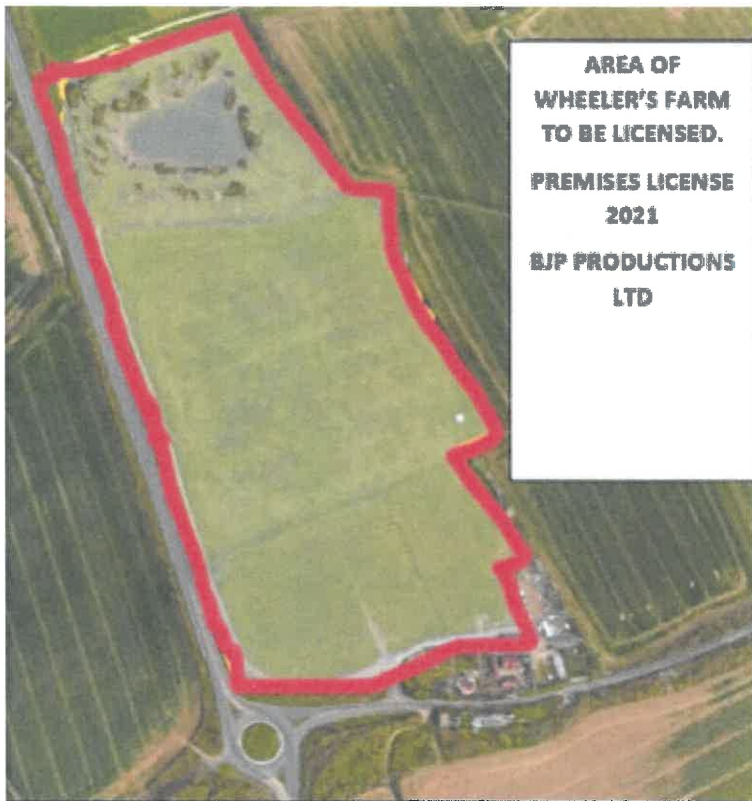 AREA OF
WHEELER'S FARM
TO BE LICENSED.
PREMISES LICENSE
2021
BJP PRODUCTIONS
LTD